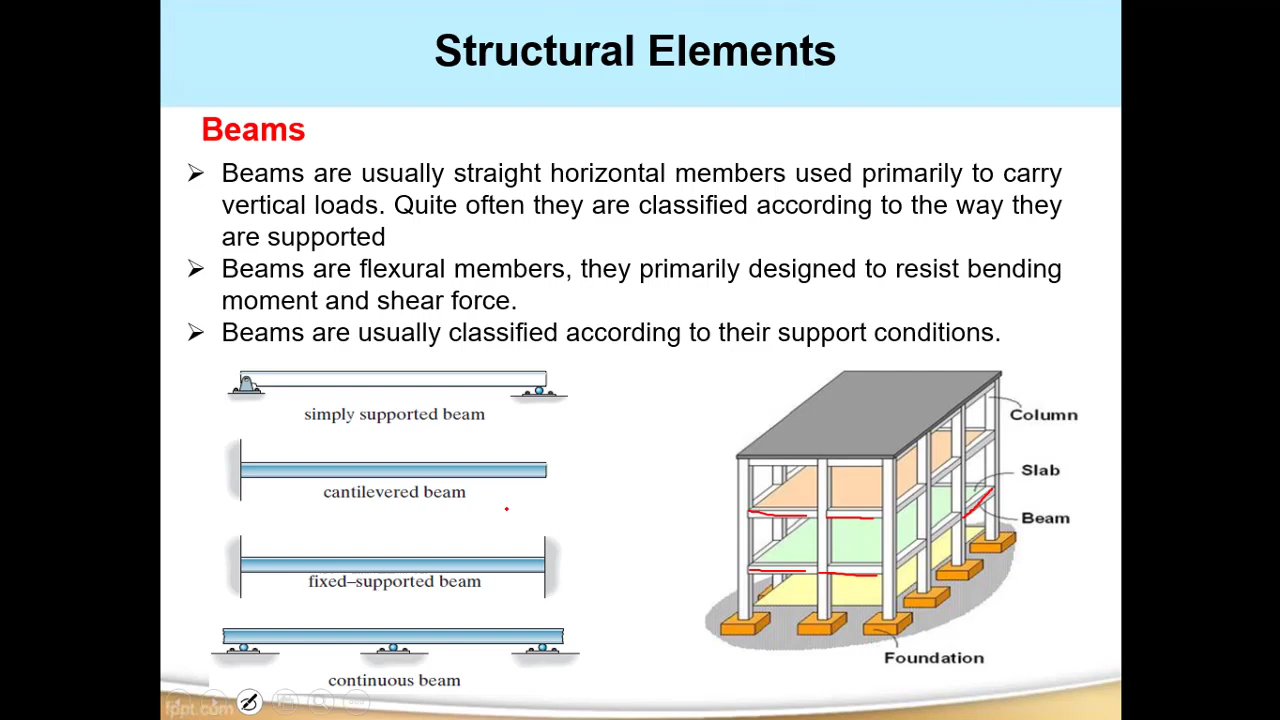 Structural Elements
Beams
➢ Beams are usually straight horizontal members used primarily to carry
vertical loads. Quite often they are classified according to the way they
are supported
➢ Beams are flexural members, they primarily designed to resist bending
moment and shear force.
➢ Beams are usually classified according to their support conditions.
simply supported beam
cantilevered beam
fixed–supported beam
continuous beam
Column
Slab
Beam
Foundation
fppt.com